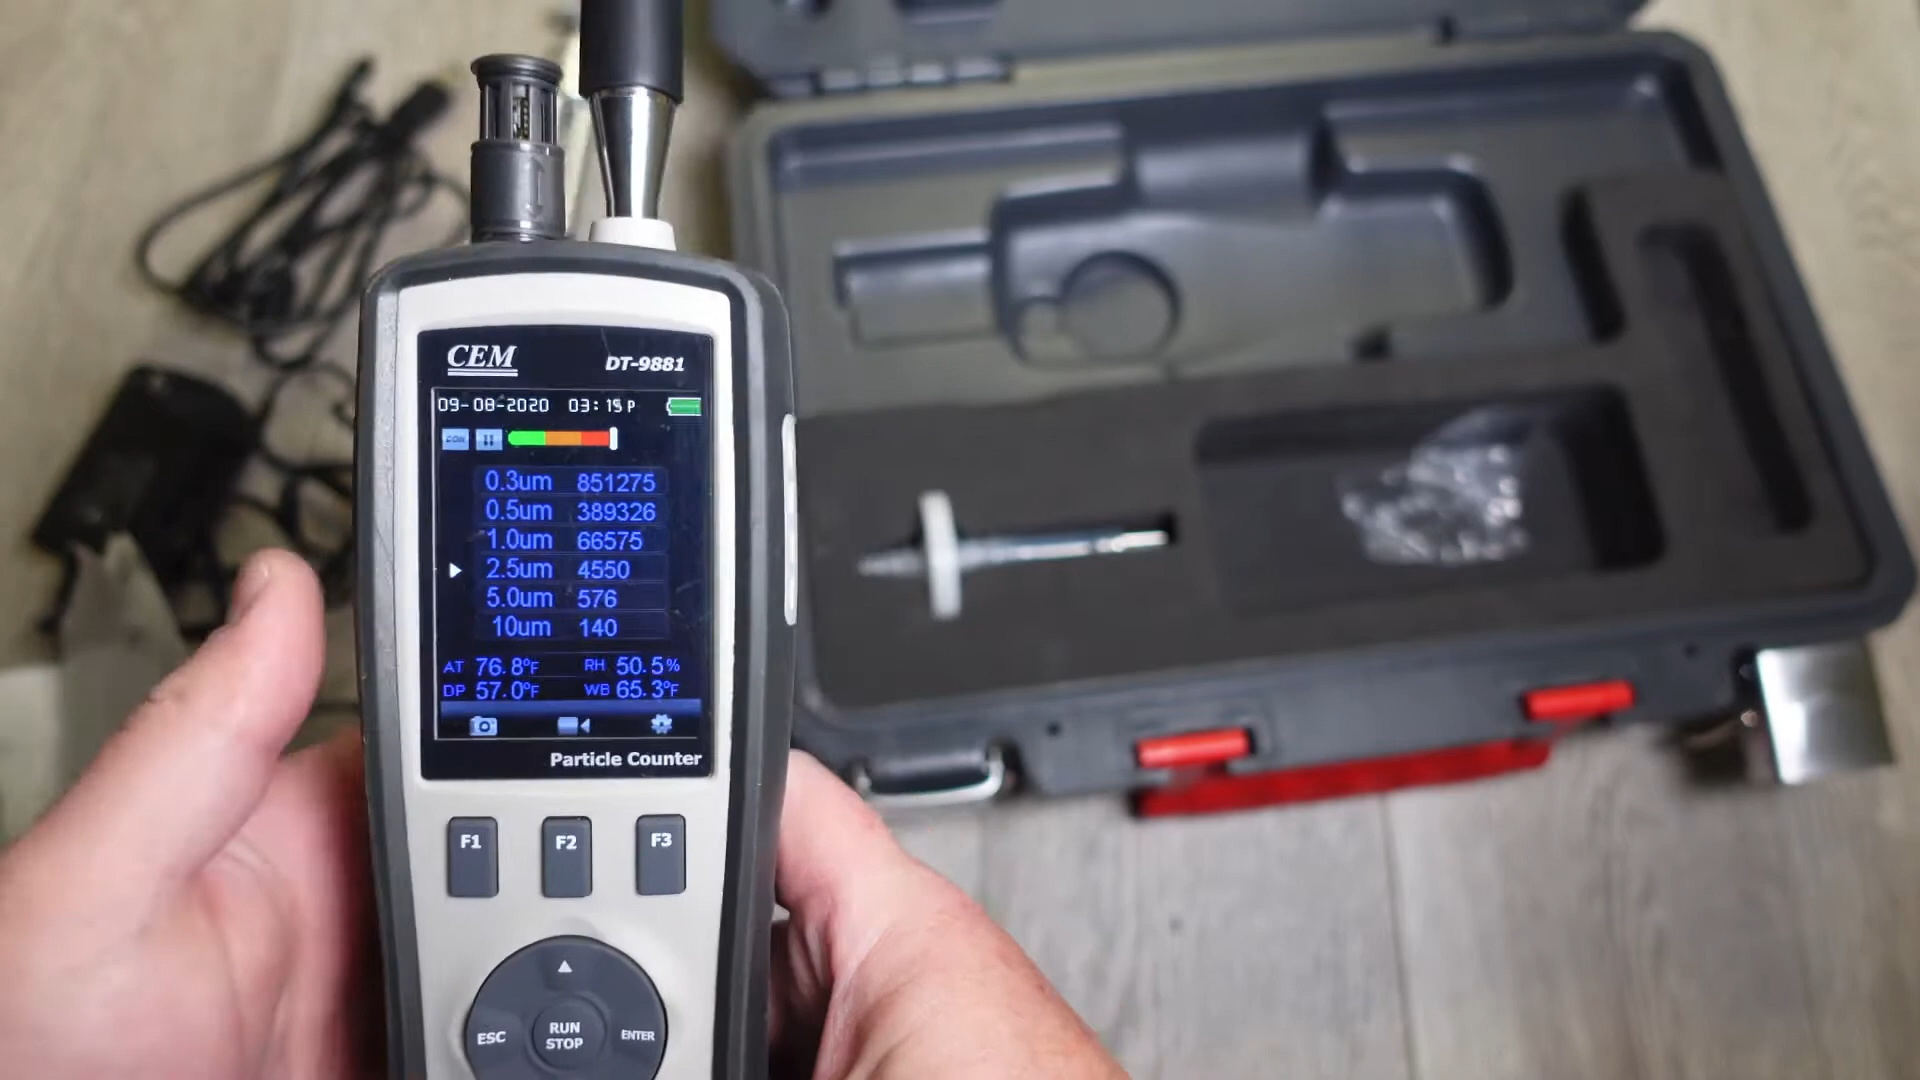 CEM DT-9881
09-08-2020 03:15 P
CON
0.3um 851275
0.5um 389326
1.0um 66575
2.5um 4550
5.0um 576
10um 140
AT 76.8°F RH 50.5%
DP 57.0°F WB 65.3°F
Particle Counter
F1 F2 F3
ESC RUN STOP ENTER